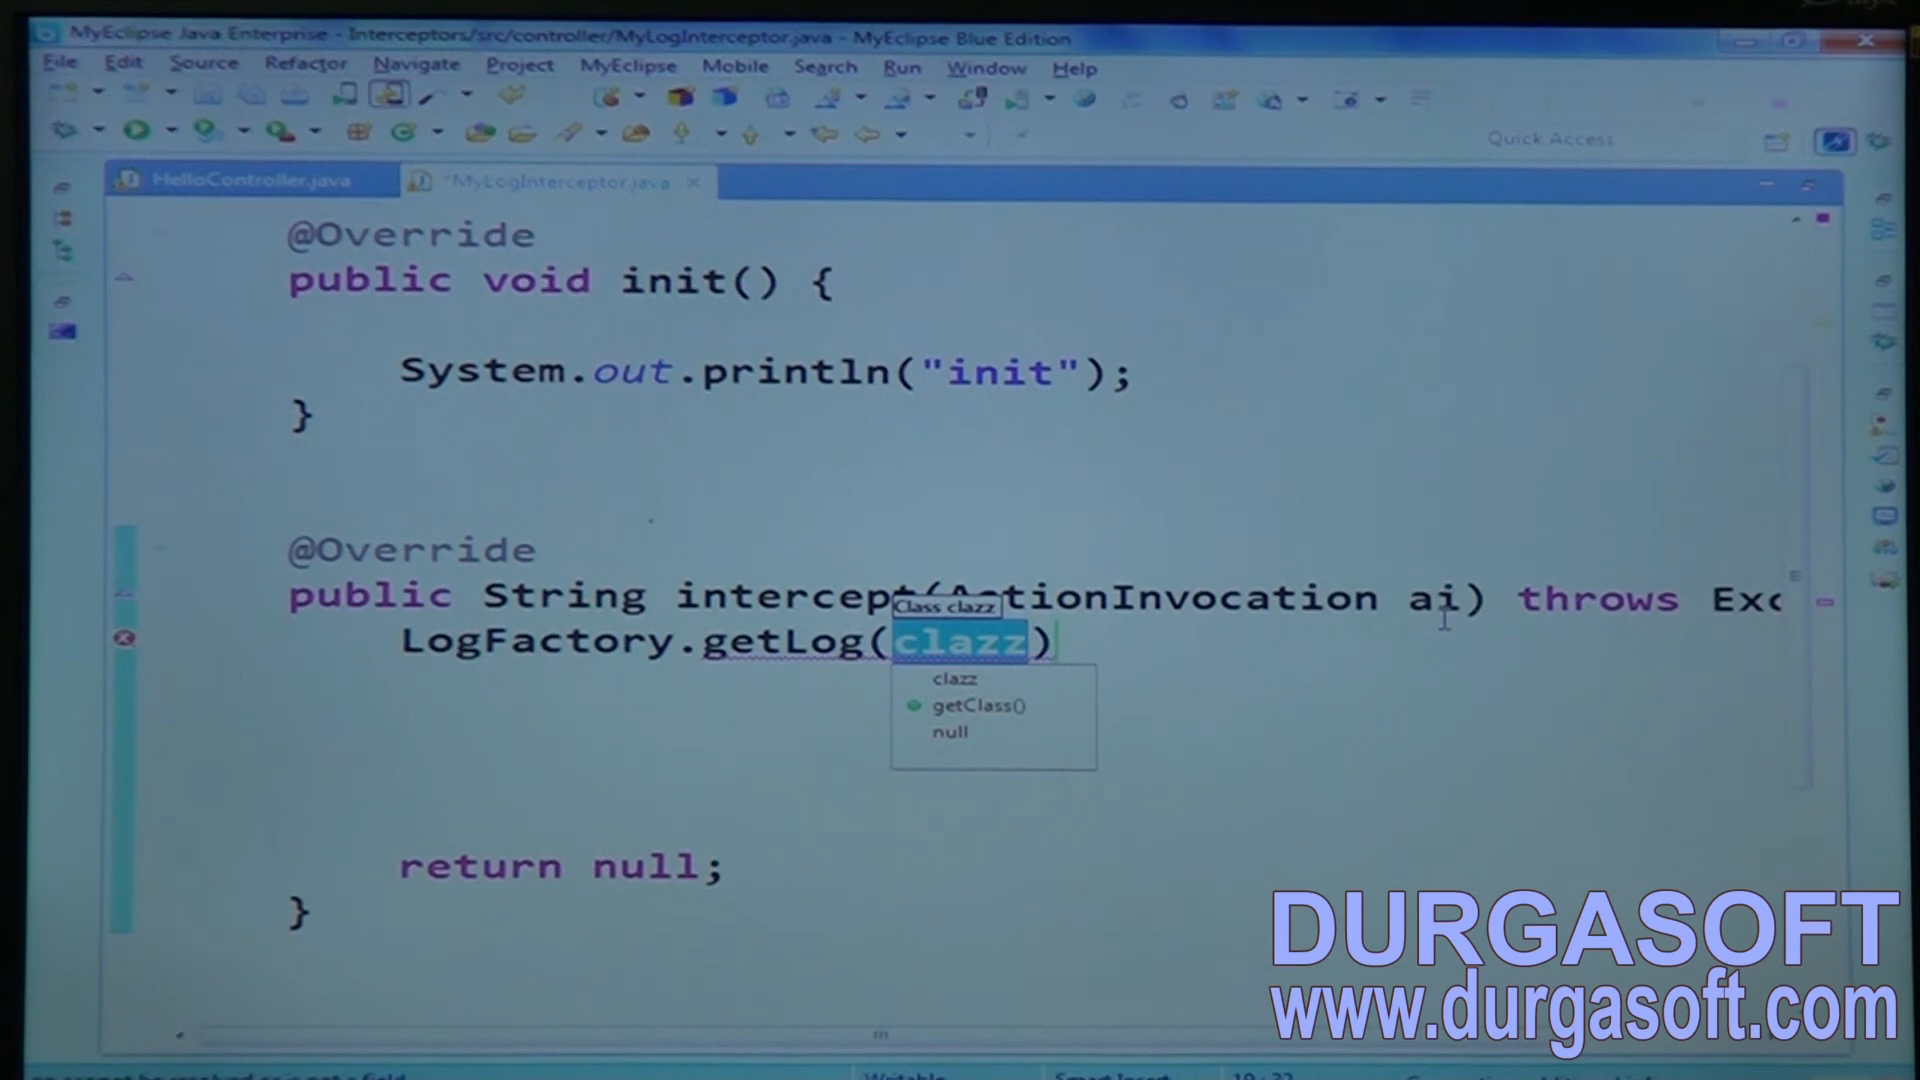 MyEclipse Java Enterprise - Interceptors/src/controller/MyLogInterceptor.java - MyEclipse Blue Edition
File Edit Source Refactor Navigate Project MyEclipse Mobile Search Run Window Help
Quick Access
HelloController.java *MyLogInterceptor.java
@Override
public void init() {
System.out.println("init");
}
@Override
public String intercept(ActionInvocation ai) throws Exc
Class clazz
LogFactory.getLog(clazz)
clazz
getClass()
null
return null;
}
DURGASOFT
www.durgasoft.com